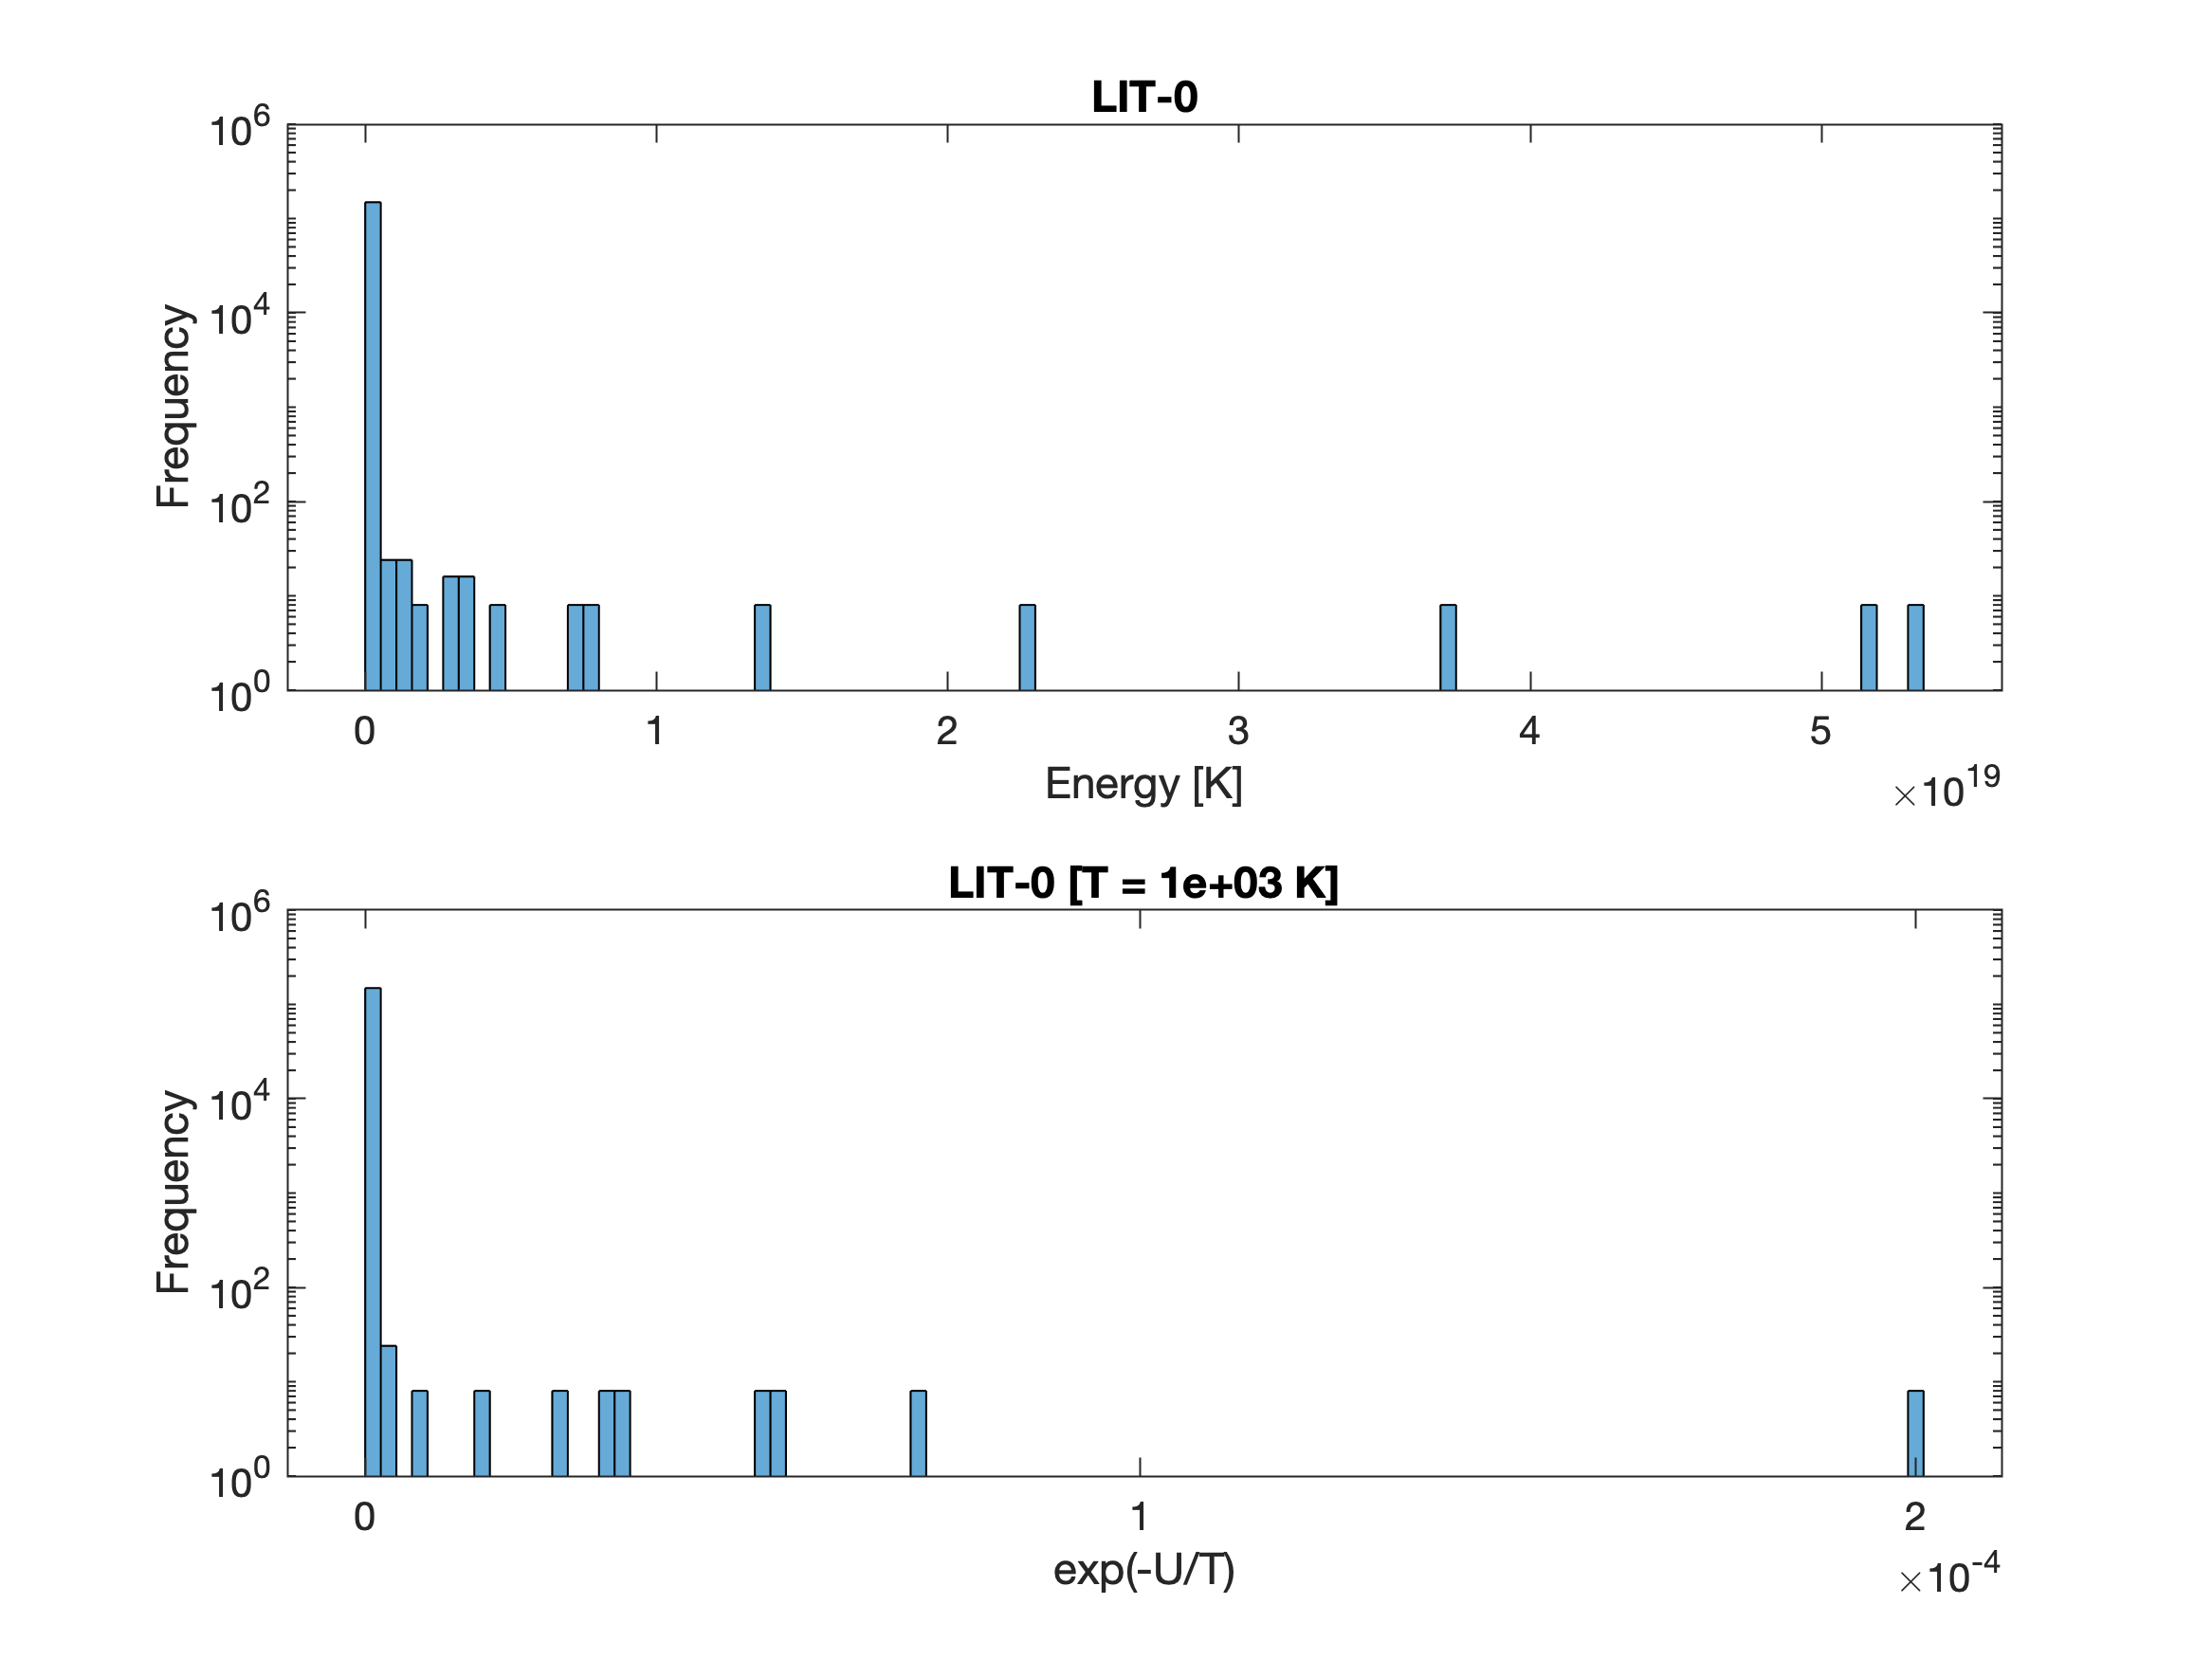 LIT-0
10^6
10^4
10^2
10^0
Frequency
0 1 2 3 4 5
Energy [K]
×10^19
LIT-0 [T = 1e+03 K]
10^6
10^4
10^2
10^0
Frequency
0 1 2
exp(-U/T)
×10^-4